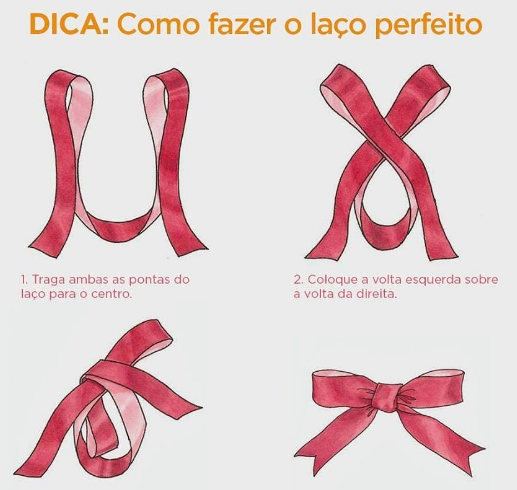 DICA: Como fazer o laço perfeito
1. Traga ambas as pontas do
laço para o centro.
2. Coloque a volta esquerda sobre
a volta da direita.